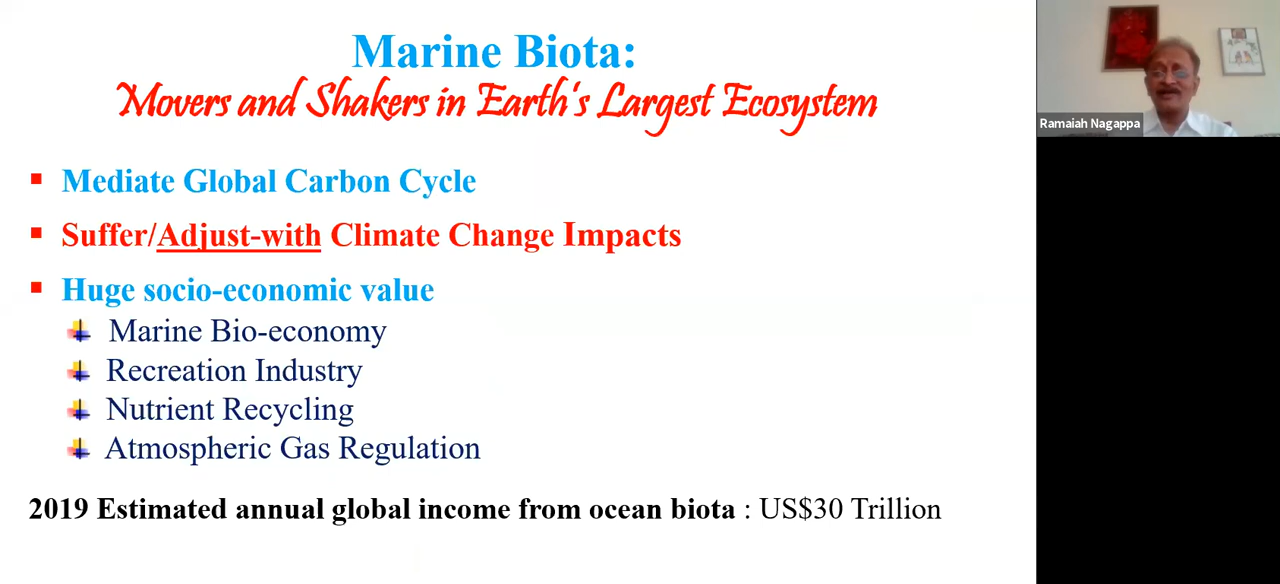 Marine Biota:
Movers and Shakers in Earth's Largest Ecosystem
Ramaiah Nagappa
Mediate Global Carbon Cycle
Suffer/Adjust-with Climate Change Impacts
Huge socio-economic value
Marine Bio-economy
Recreation Industry
Nutrient Recycling
Atmospheric Gas Regulation
2019 Estimated annual global income from ocean biota : US$30 Trillion